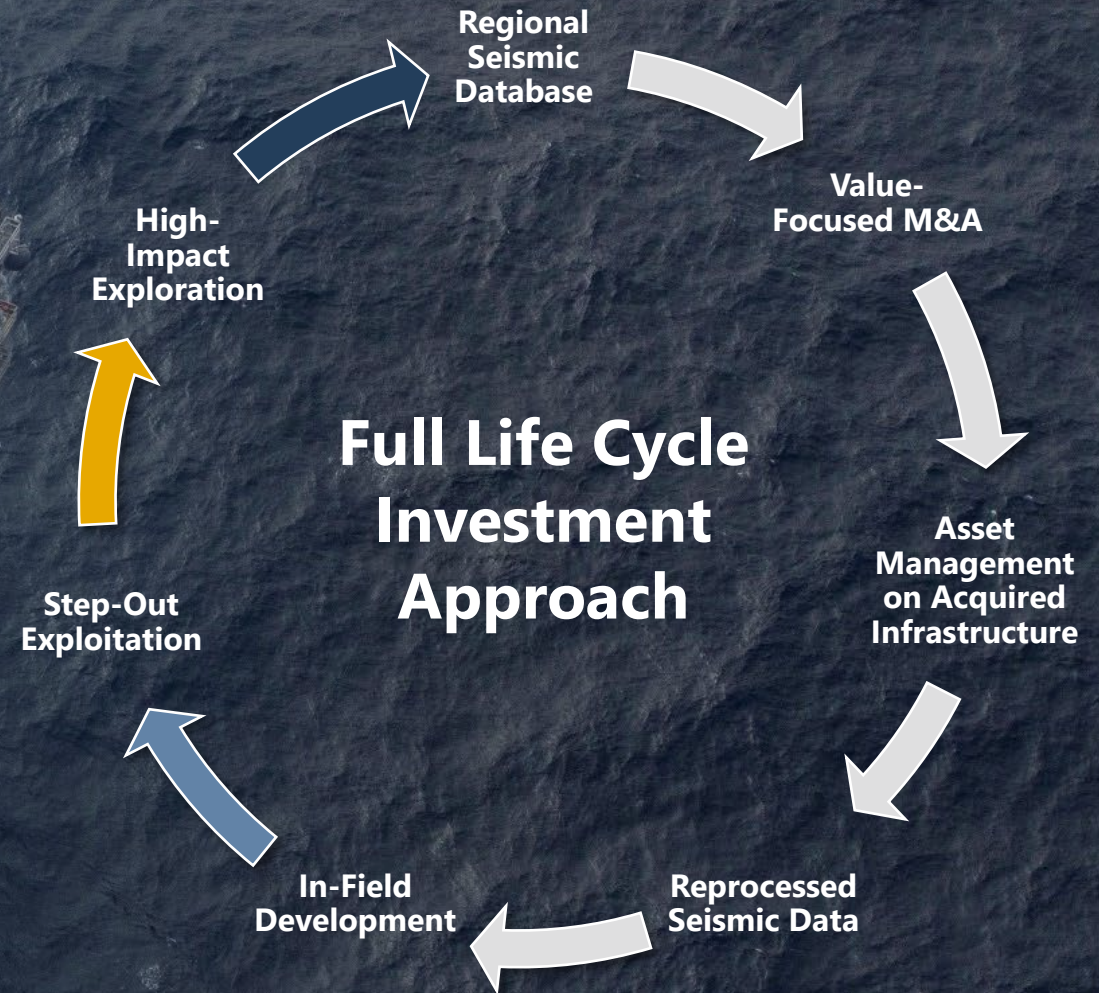 Regional
Seismic
Database
Value-
Focused M&A
Asset
Management
on Acquired
Infrastructure
Reprocessed
Seismic Data
In-Field
Development
Step-Out
Exploitation
High-
Impact
Exploration
Full Life Cycle
Investment
Approach